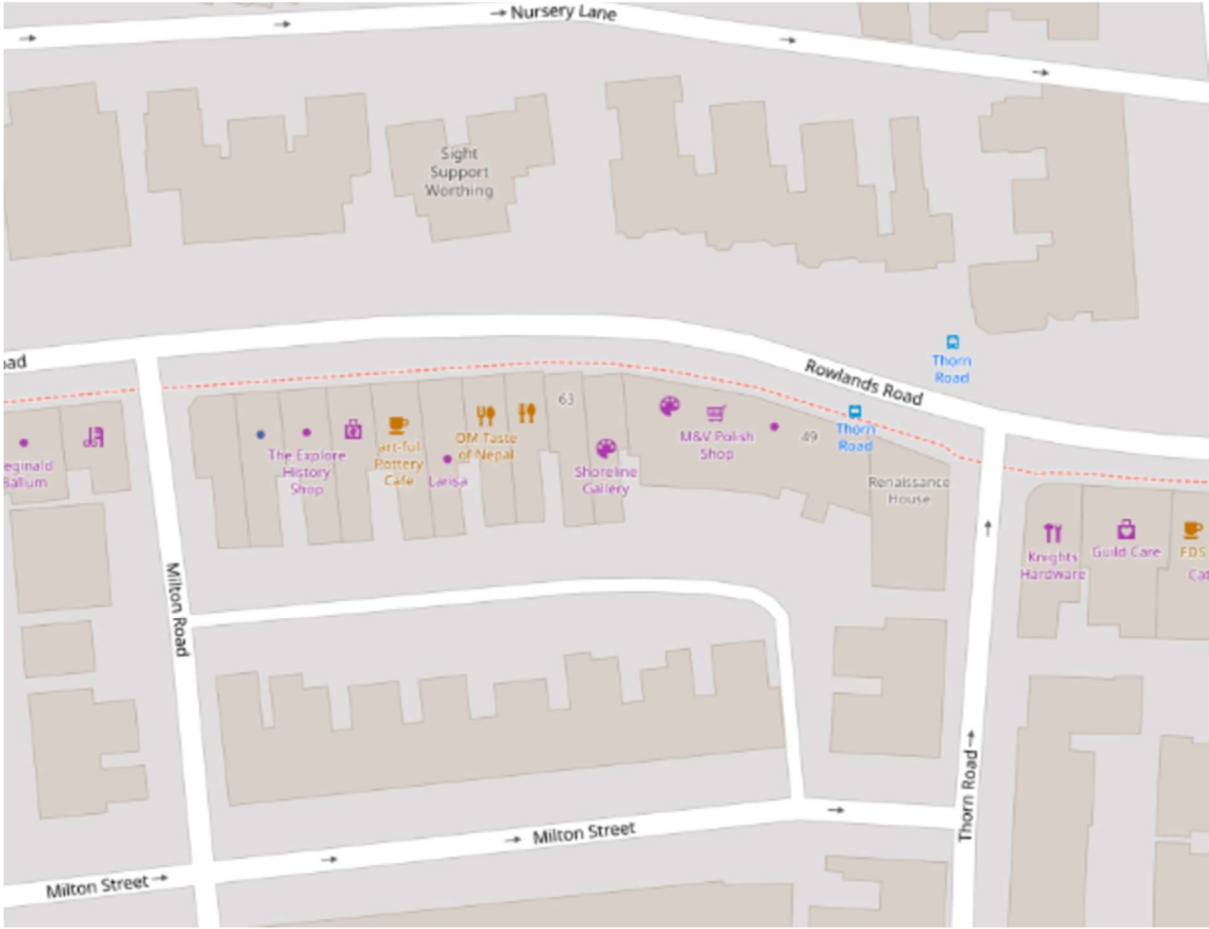 Nursery Lane
Sight
Support
Worthing
oad
Rowlands Road
Thorn
Road
Thorn
Road
63
49
eginald
Ballum
The Explore
History
Shop
art-ful
Pottery
Cafe
Larisa
OM Taste
of Nepal
Shoreline
Gallery
M&V Polish
Shop
Renaissance
House
Knights
Hardware
Guild Care
FDS
Cat
Milton Road
Thorn Road
Milton Street
Milton Street